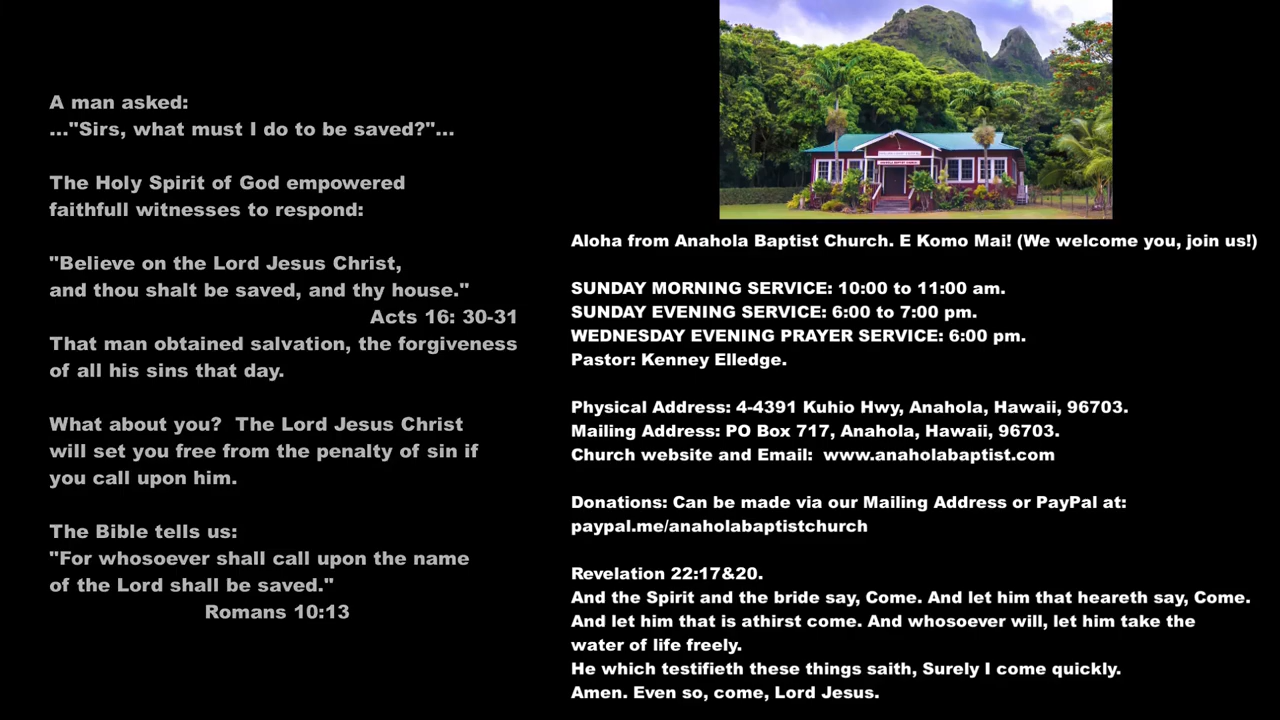 A man asked:
..."Sirs, what must I do to be saved?"...
The Holy Spirit of God empowered
faithfull witnesses to respond:
"Believe on the Lord Jesus Christ,
and thou shalt be saved, and thy house."
Acts 16: 30-31
That man obtained salvation, the forgiveness
of all his sins that day.
What about you?  The Lord Jesus Christ
will set you free from the penalty of sin if
you call upon him.
The Bible tells us:
"For whosoever shall call upon the name
of the Lord shall be saved."
Romans 10:13
ANAHOLA BAPTIST CHURCH
Aloha from Anahola Baptist Church. E Komo Mai! (We welcome you, join us!)
SUNDAY MORNING SERVICE: 10:00 to 11:00 am.
SUNDAY EVENING SERVICE: 6:00 to 7:00 pm.
WEDNESDAY EVENING PRAYER SERVICE: 6:00 pm.
Pastor: Kenney Elledge.
Physical Address: 4-4391 Kuhio Hwy, Anahola, Hawaii, 96703.
Mailing Address: PO Box 717, Anahola, Hawaii, 96703.
Church website and Email:  www.anaholabaptist.com
Donations: Can be made via our Mailing Address or PayPal at:
paypal.me/anaholabaptistchurch
Revelation 22:17&20.
And the Spirit and the bride say, Come. And let him that heareth say, Come.
And let him that is athirst come. And whosoever will, let him take the
water of life freely.
He which testifieth these things saith, Surely I come quickly.
Amen. Even so, come, Lord Jesus.